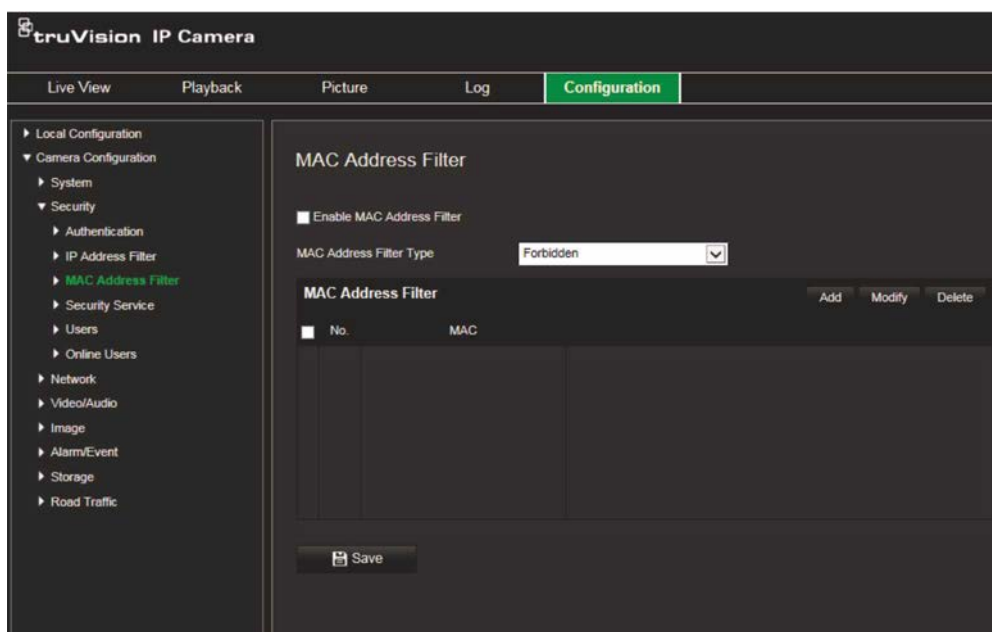 truVision IP Camera
Live View Playback Picture Log Configuration
Local Configuration
Camera Configuration
System
Security
Authentication
IP Address Filter
MAC Address Filter
Security Service
Users
Online Users
Network
Video/Audio
Image
Alarm/Event
Storage
Road Traffic
MAC Address Filter
Enable MAC Address Filter
MAC Address Filter Type Forbidden
MAC Address Filter Add Modify Delete
No. MAC
Save